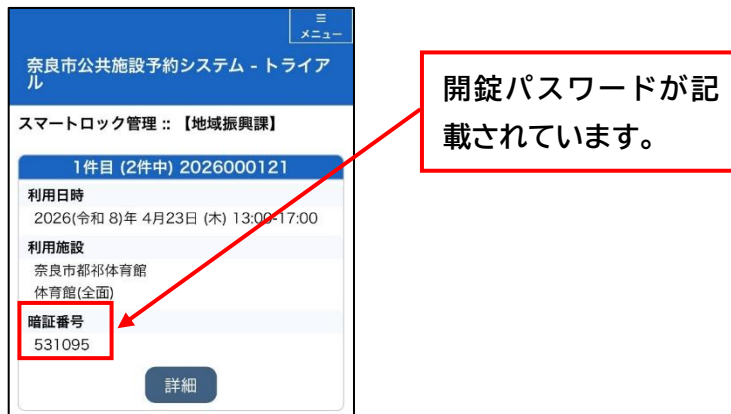 ≡
メニュー
奈良市公共施設予約システム - トライア
ル
スマートロック管理 :: 【地域振興課】
1件目 (2件中) 2026000121
利用日時
2026(令和 8)年 4月23日 (木) 13:00-17:00
利用施設
奈良市都祁体育館
体育館(全面)
暗証番号
531095
詳細
開錠パスワードが記
載されています。